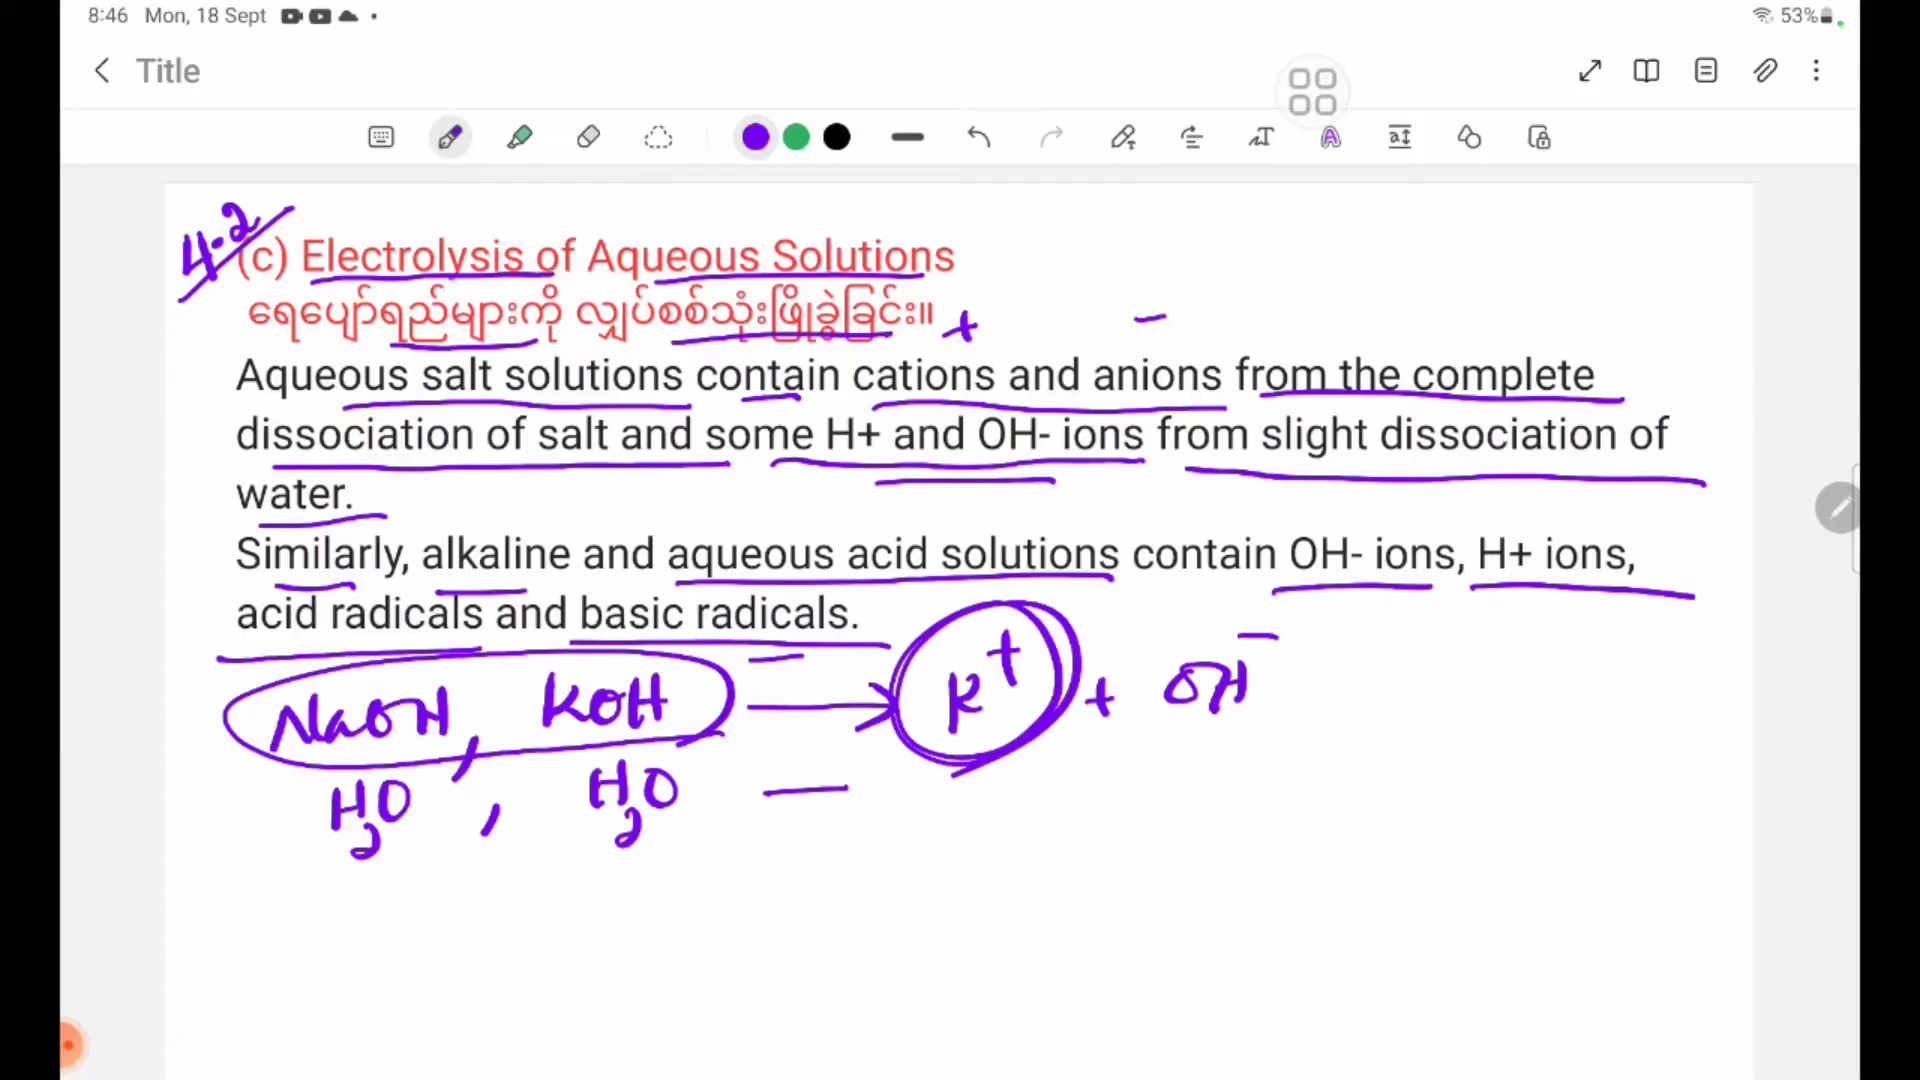 8:46 Mon, 18 Sept
53%
Title
4.2
(c) Electrolysis of Aqueous Solutions
ရေပျော်ရည်များကို လျှပ်စစ်သုံးဖြိုခွဲခြင်း။
+ −
Aqueous salt solutions contain cations and anions from the complete
dissociation of salt and some H+ and OH- ions from slight dissociation of
water.
Similarly, alkaline and aqueous acid solutions contain OH- ions, H+ ions,
acid radicals and basic radicals.
NaOH, KOH → K⁺ + OH⁻
H₂O , H₂O —